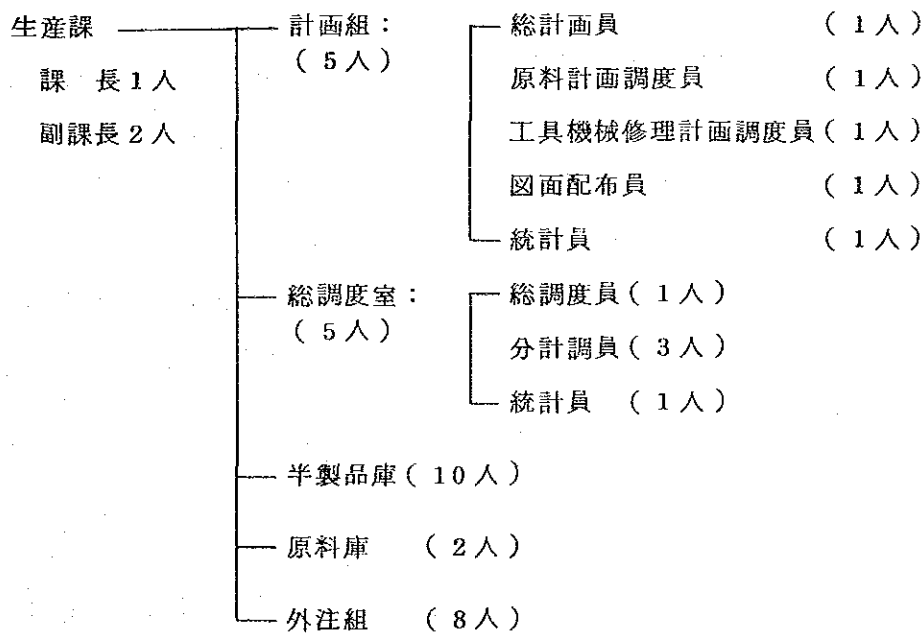 生産課 計画組： 総計画員 （1人）
（5人）
課　長1人 原料計画調度員 （1人）
副課長2人 工具機械修理計画調度員（1人）
図面配布員 （1人）
統計員 （1人）
総調度室： 総調度員（1人）
（5人）
分計調員（3人）
統計員 （1人）
半製品庫（10人）
原料庫 （2人）
外注組 （8人）